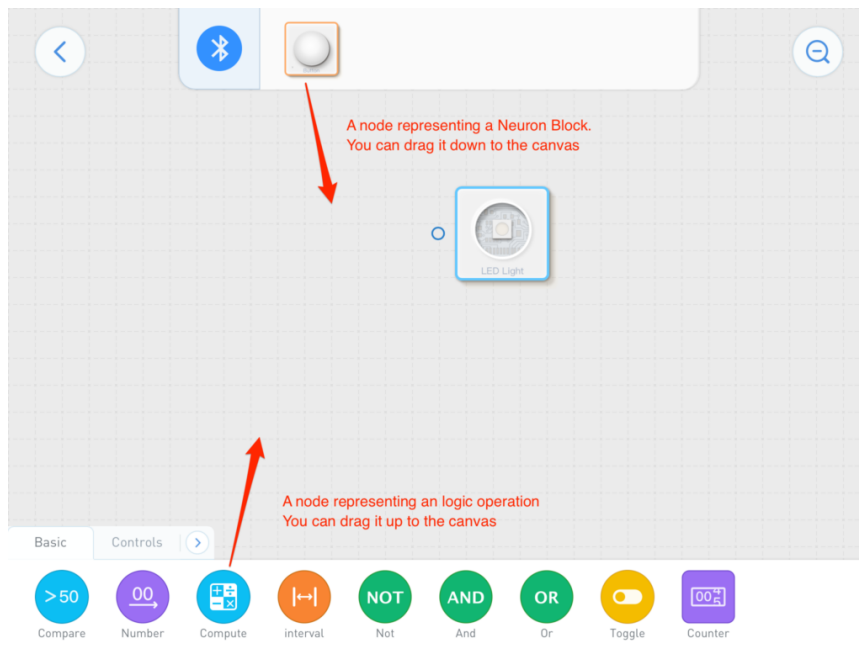 A node representing a Neuron Block.
You can drag it down to the canvas
LED Light
A node representing an logic operation
You can drag it up to the canvas
Basic
Controls
>50
00
NOT
AND
OR
Compare
Number
Compute
interval
Not
And
Or
Toggle
Counter